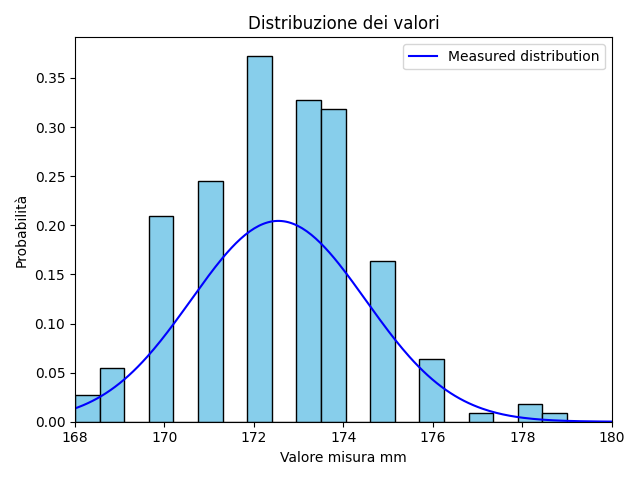 Distribuzione dei valori
Measured distribution
Probabilità
0.35
0.30
0.25
0.20
0.15
0.10
0.05
0.00
168 170 172 174 176 178 180
Valore misura mm